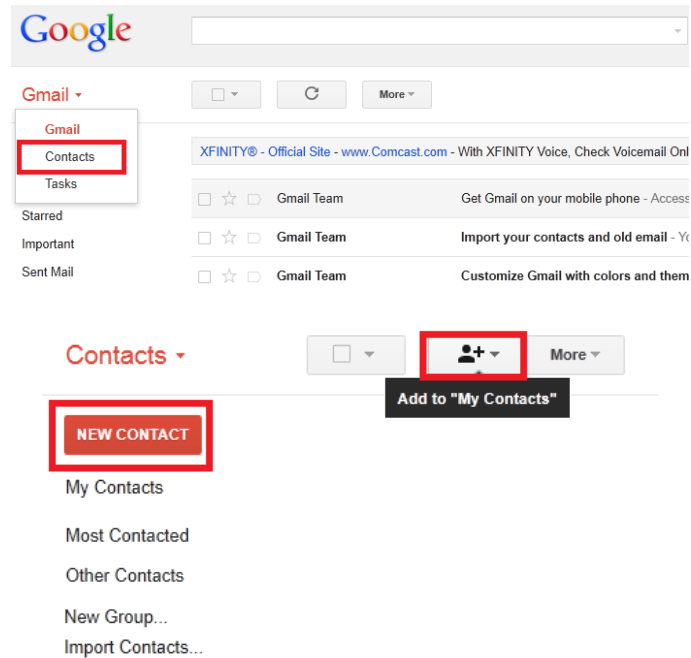 Google
Gmail
More
Gmail
Contacts
Tasks
Starred
Important
Sent Mail
XFINITY® - Official Site - www.Comcast.com - With XFINITY Voice, Check Voicemail Onl
Gmail Team Get Gmail on your mobile phone - Access
Gmail Team Import your contacts and old email - Yo
Gmail Team Customize Gmail with colors and them
Contacts
More
Add to "My Contacts"
NEW CONTACT
My Contacts
Most Contacted
Other Contacts
New Group...
Import Contacts...